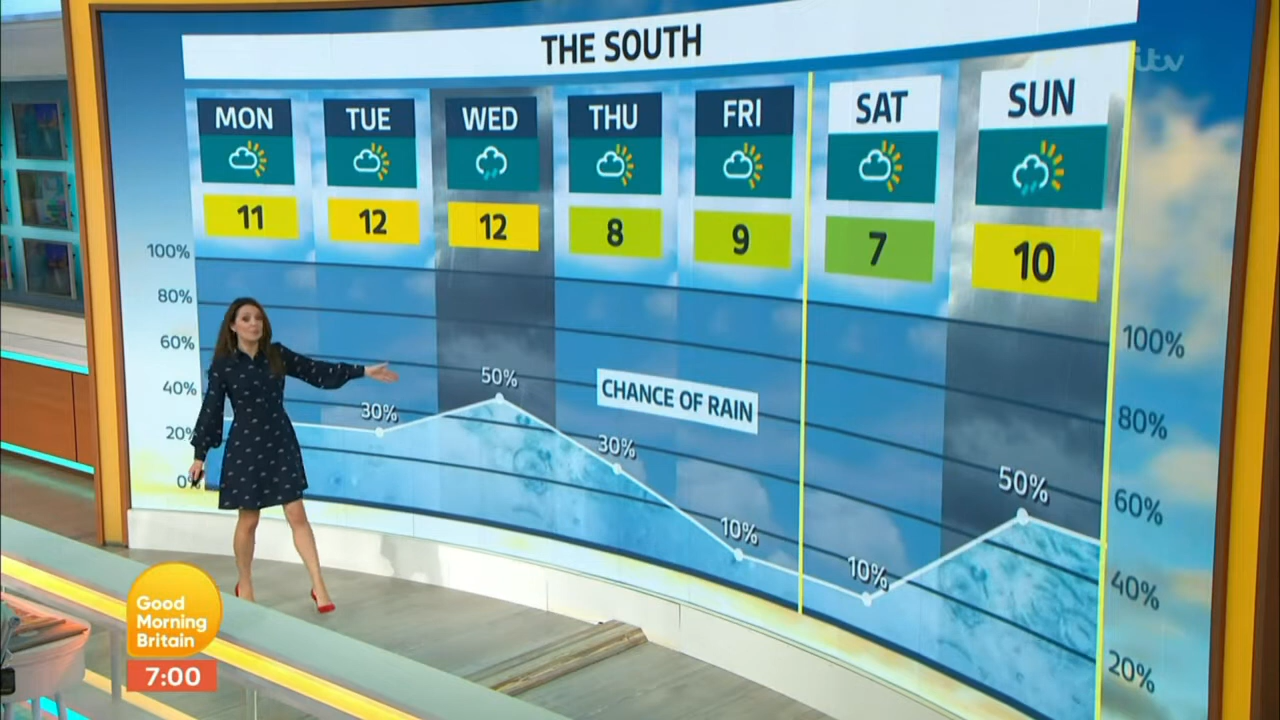 THE SOUTH
itv
MON TUE WED THU FRI SAT SUN
11 12 12 8 9 7 10
100%
80%
60%
40%
20%
0%
30%
50%
30%
10%
10%
50%
CHANCE OF RAIN
100%
80%
60%
40%
20%
Good
Morning
Britain
7:00